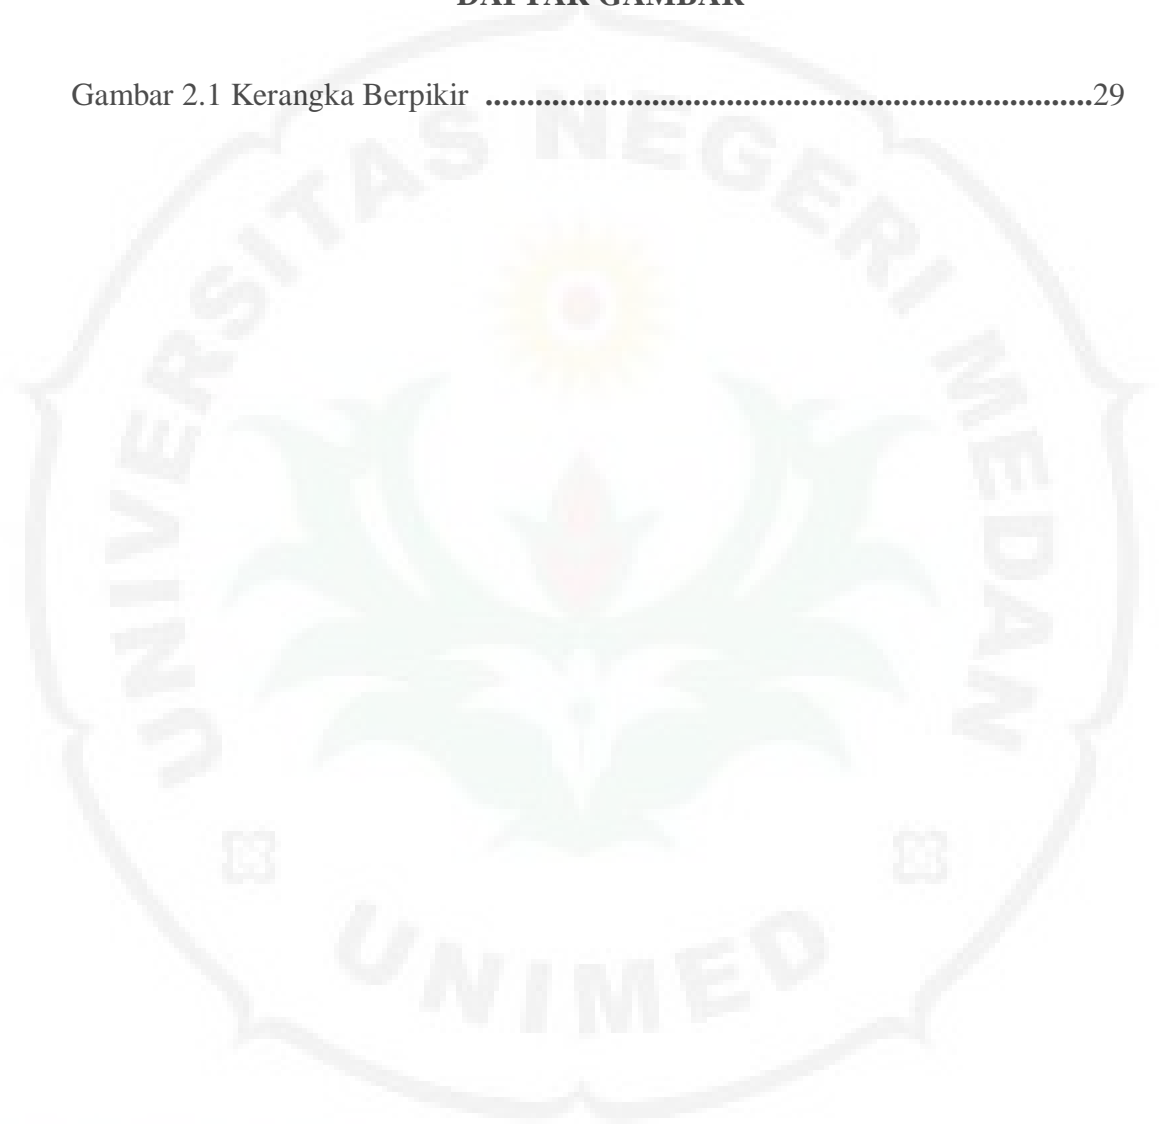 DAFTAR GAMBAR
Gambar 2.1 Kerangka Berpikir ..........................................................................29
UNIVERSITAS NEGERI MEDAN
UNIMED